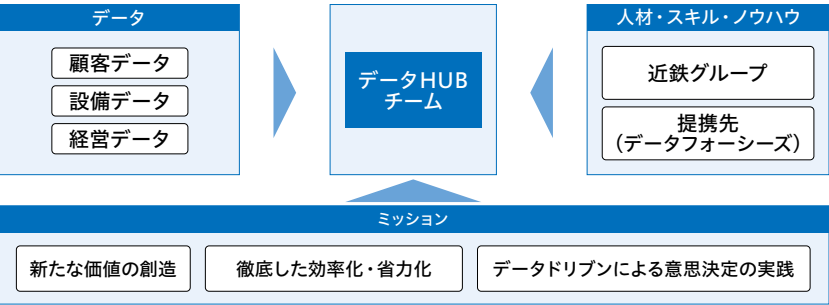 データ
顧客データ
設備データ
経営データ
データHUB
チーム
人材・スキル・ノウハウ
近鉄グループ
提携先
(データフォーシーズ)
ミッション
新たな価値の創造
徹底した効率化・省力化
データドリブンによる意思決定の実践